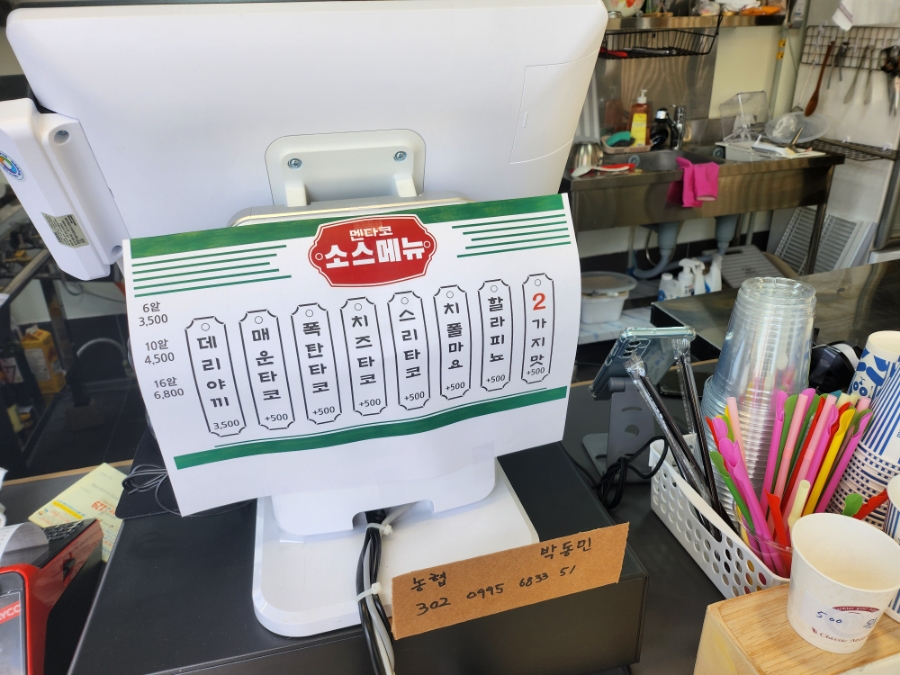 멘타코
소스메뉴
6알
3,500
10알
4,500
16알
6,800
데리야끼
3,500
매운타코
+500
폭탄타코
+500
치즈타코
+500
스리타코
+500
치폴마요
+500
할라피뇨
+500
2가지맛
+500
농협 박동민
302 0995 6833 51
500